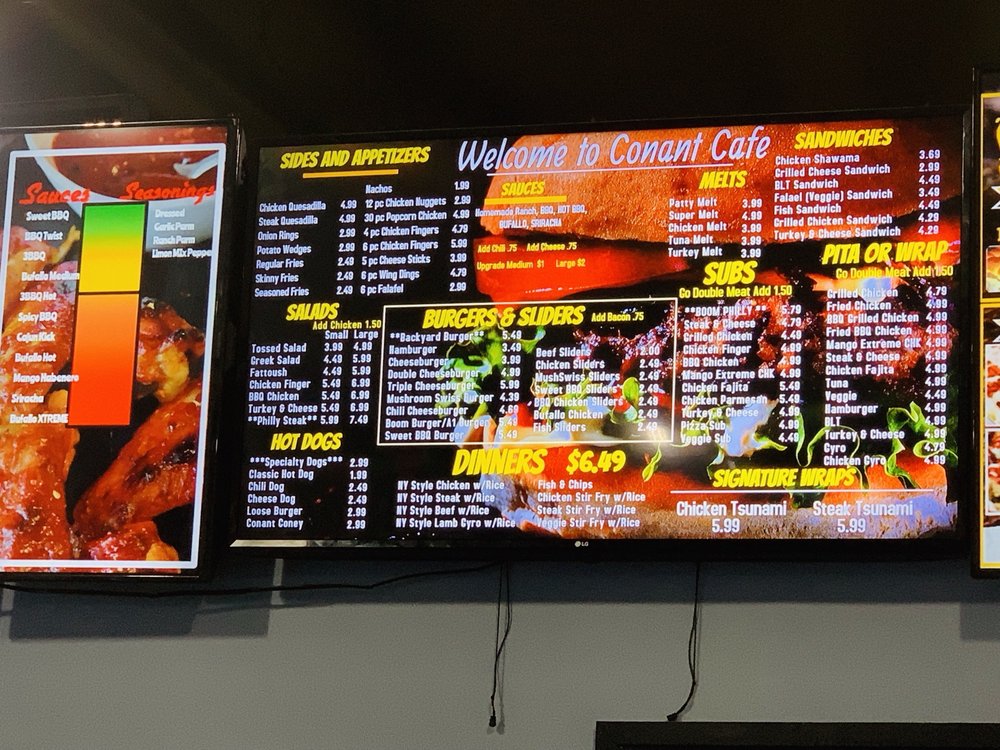 Sauces Seasonings
Sweet BBQ
BBQ Twist
3BBQ
Bufallo Medium
3BBQ Hot
Spicy BBQ
Cajun Kick
Bufallo Hot
Mango Habenero
Sriracha
Bufallo XTREME
Dressed
Garlic Parm
Ranch Parm
Limon Mix Peppe
Welcome to Conant Cafe
SIDES AND APPETIZERS
Nachos 1.99
Chicken Quesadilla 4.99 12 pc Chicken Nuggets 2.99
Steak Quesadilla 4.99 30 pc Popcorn Chicken 4.99
Onion Rings 2.99 4 pc Chicken Fingers 4.79
Potato Wedges 2.99 6 pc Chicken Fingers 5.99
Regular Fries 2.49 5 pc Cheese Sticks 3.99
Skinny Fries 2.49 6 pc Wing Dings 4.79
Seasoned Fries 2.49 6 pc Falafel 2.99
SAUCES
Homemade Ranch, BBQ, HOT BBQ,
BUFALLO, SRIRACHA
Add Chili .75 Add Cheese .75
Upgrade Medium $1 Large $2
MELTS
Patty Melt 3.99
Super Melt 4.99
Chicken Melt 3.99
Tuna Melt 3.99
Turkey Melt 3.99
SANDWICHES
Chicken Shawama 3.69
Grilled Cheese Sandwich 2.99
BLT Sandwich 4.49
Falael (Veggie) Sandwich 3.49
Fish Sandwich 4.49
Grilled Chicken Sandwich 4.29
Turkey & Cheese Sandwich 4.29
SALADS
Add Chicken 1.50
Small Large
Tossed Salad 3.99 4.99
Greek Salad 4.49 5.99
Fattoush 4.49 5.99
Chicken Finger 5.49 6.99
BBQ Chicken 5.49 6.99
Turkey & Cheese 5.49 6.99
**Philly Steak** 5.99 7.49
HOT DOGS
***Specialty Dogs*** 2.99
Classic Hot Dog 1.99
Chili Dog 2.49
Cheese Dog 2.49
Loose Burger 2.99
Conant Coney 2.99
BURGERS & SLIDERS Add Bacon .75
**Backyard Burger** 5.49
Hamburger 3.49
Cheeseburger 3.99
Double Cheeseburger 4.99
Triple Cheeseburger 5.99
Mushroom Swiss Burger 4.39
Chili Cheeseburger 4.69
Boom Burger/A1 Burger 5.49
Sweet BBQ Burger 5.49
Beef Sliders 2.00
Chicken Sliders 2.49
MushSwiss Sliders 2.49
Sweet BBQ Sliders 2.49
BBQ Chicken Sliders 2.49
Bufallo Chicken 2.49
Fish Sliders 2.49
DINNERS $6.49
NY Style Chicken w/Rice
NY Style Steak w/Rice
NY Style Beef w/Rice
NY Style Lamb Gyro w/Rice
Fish & Chips
Chicken Stir Fry w/Rice
Steak Stir Fry w/Rice
Veggie Stir Fry w/Rice
SUBS
Go Double Meat Add 1.50
**BOOM PHILLY** 5.79
Steak & Cheese 4.79
Grilled Chicken 4.49
Chicken Finger
BBQ Chicken
Mango Extreme CHK 4.99
Chicken Fajita 5.49
Chicken Parmesan 5.49
Turkey & Cheese
Pizza Sub
Veggie Sub
PITA OR WRAP
Go Double Meat Add 1.50
Grilled Chicken 4.79
Fried Chicken 4.99
BBQ Grilled Chicken 4.99
Fried BBQ Chicken 4.99
Mango Extreme CHK 4.99
Steak & Cheese 4.99
Chicken Fajita 4.99
Tuna 4.99
Veggie 4.99
Hamburger 4.99
BLT 4.99
Turkey & Cheese 4.99
Gyro 4.79
Chicken Gyro 4.99
SIGNATURE WRAPS
Chicken Tsunami Steak Tsunami
5.99 5.99
LG